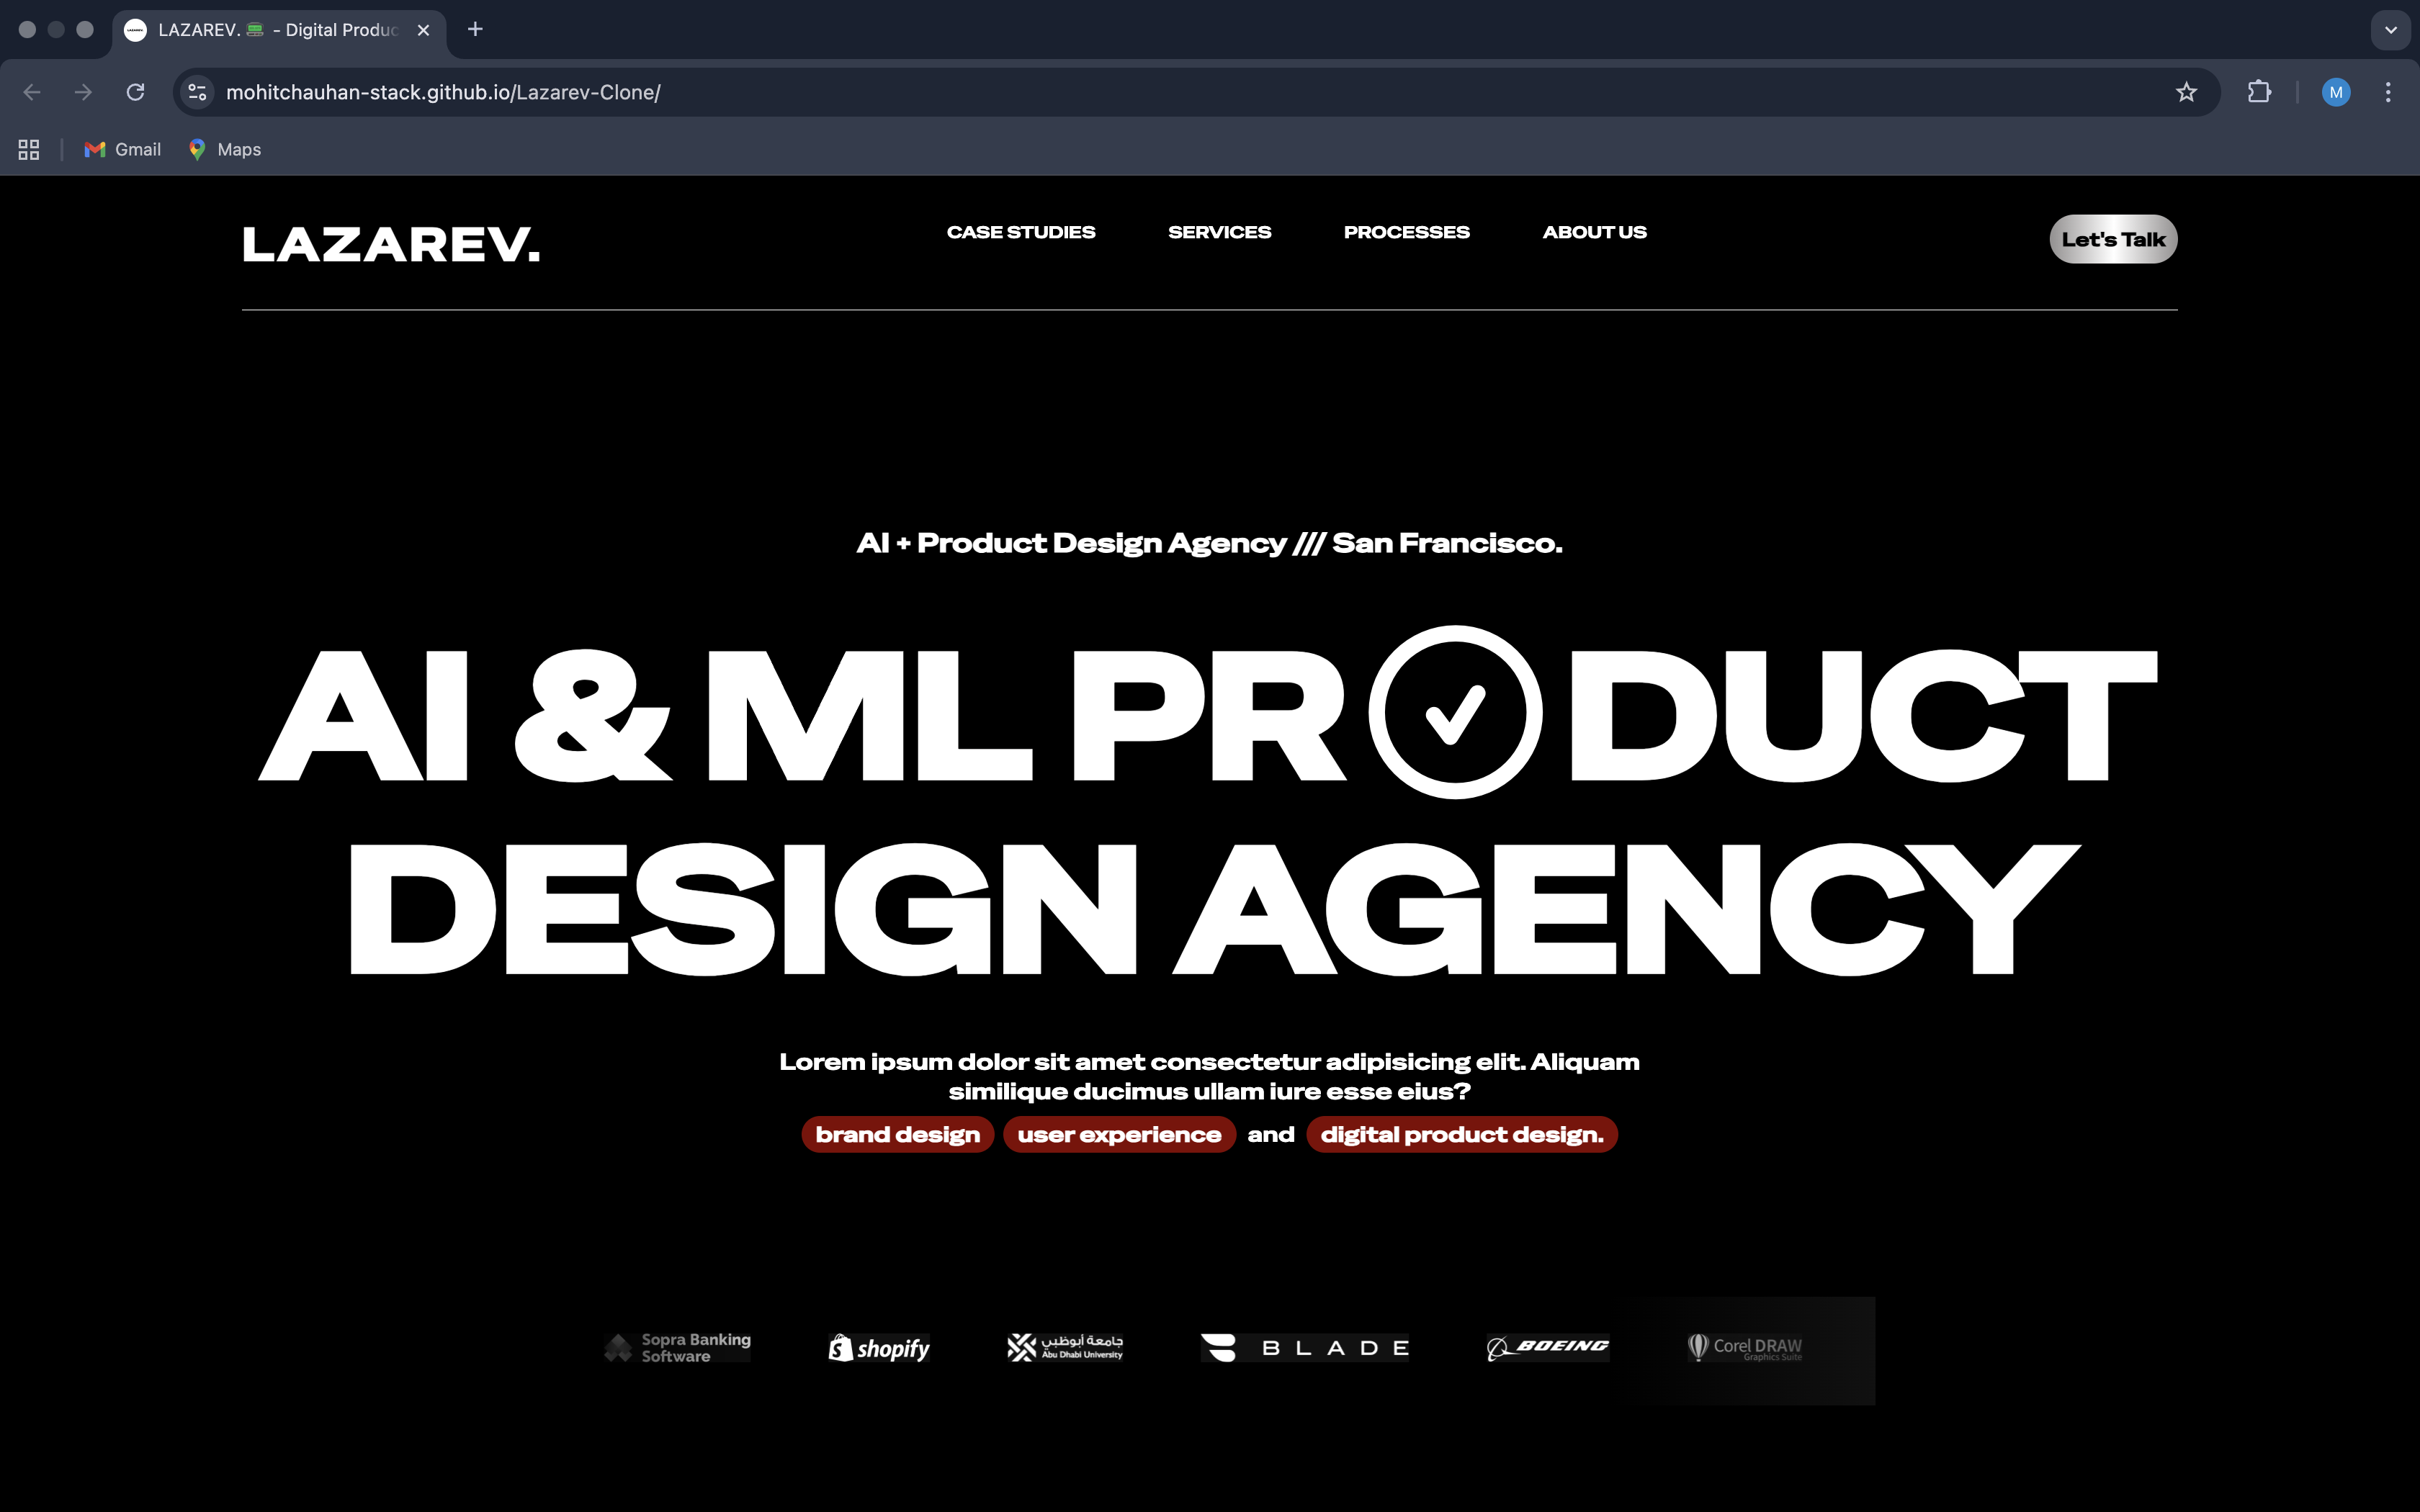 LAZAREV. - Digital Produc
mohitchauhan-stack.github.io/Lazarev-Clone/
M
Gmail
Maps
LAZAREV.
CASE STUDIES
SERVICES
PROCESSES
ABOUT US
Let's Talk
AI + Product Design Agency /// San Francisco.
AI & ML PR DUCT
DESIGN AGENCY
Lorem ipsum dolor sit amet consectetur adipisicing elit. Aliquam
similique ducimus ullam iure esse eius?
brand design user experience and digital product design.
Sopra Banking
Software
shopify
جامعة أبوظبي
Abu Dhabi University
BLADE
BOEING
Corel DRAW
Graphics Suite